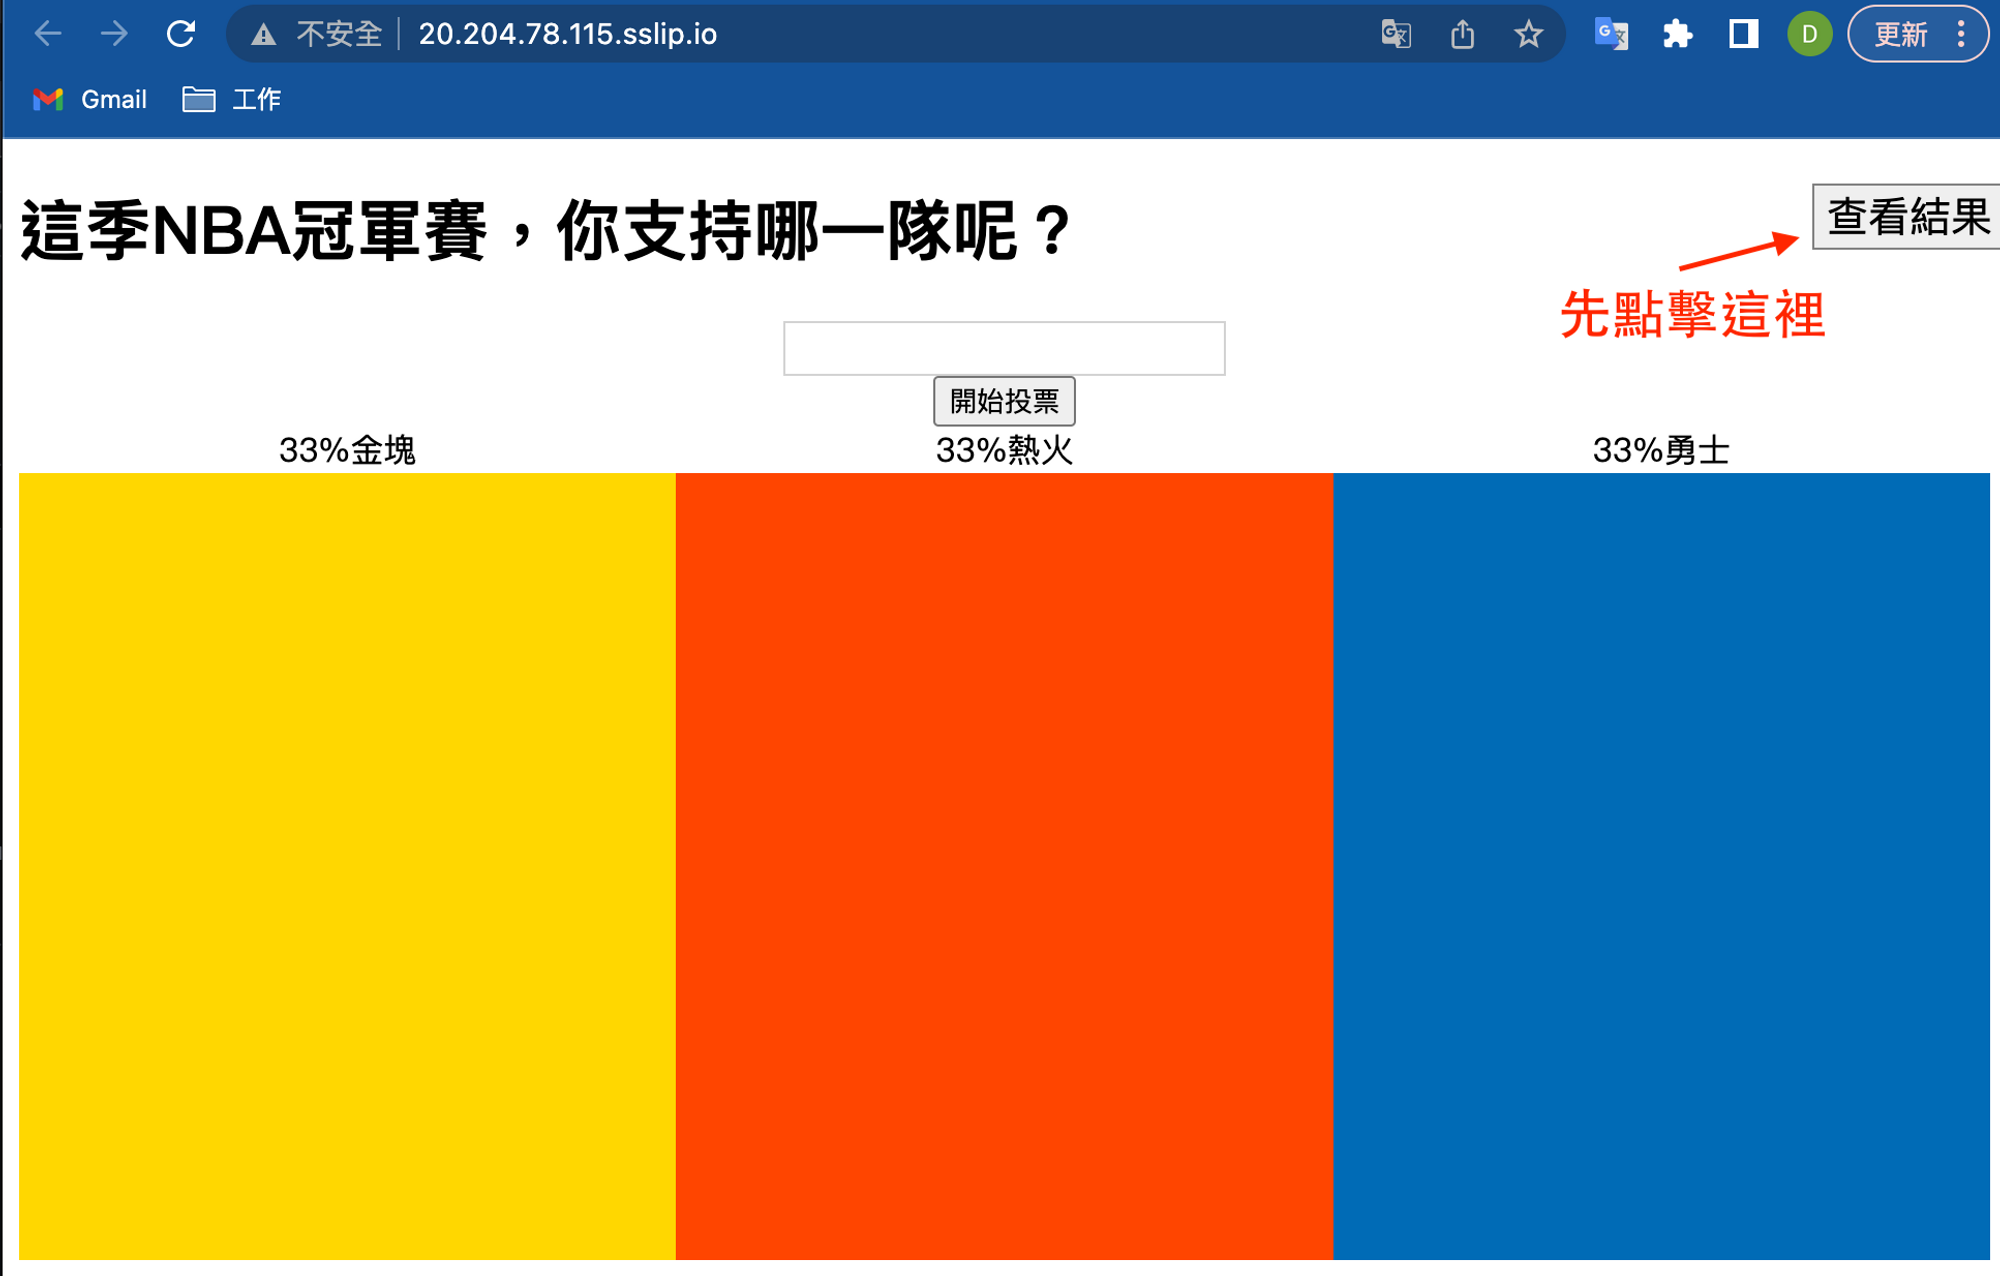 不安全 20.204.78.115.sslip.io D 更新
Gmail 工作
這季NBA冠軍賽，你支持哪一隊呢？
查看結果
先點擊這裡
開始投票
33%金塊 33%熱火 33%勇士